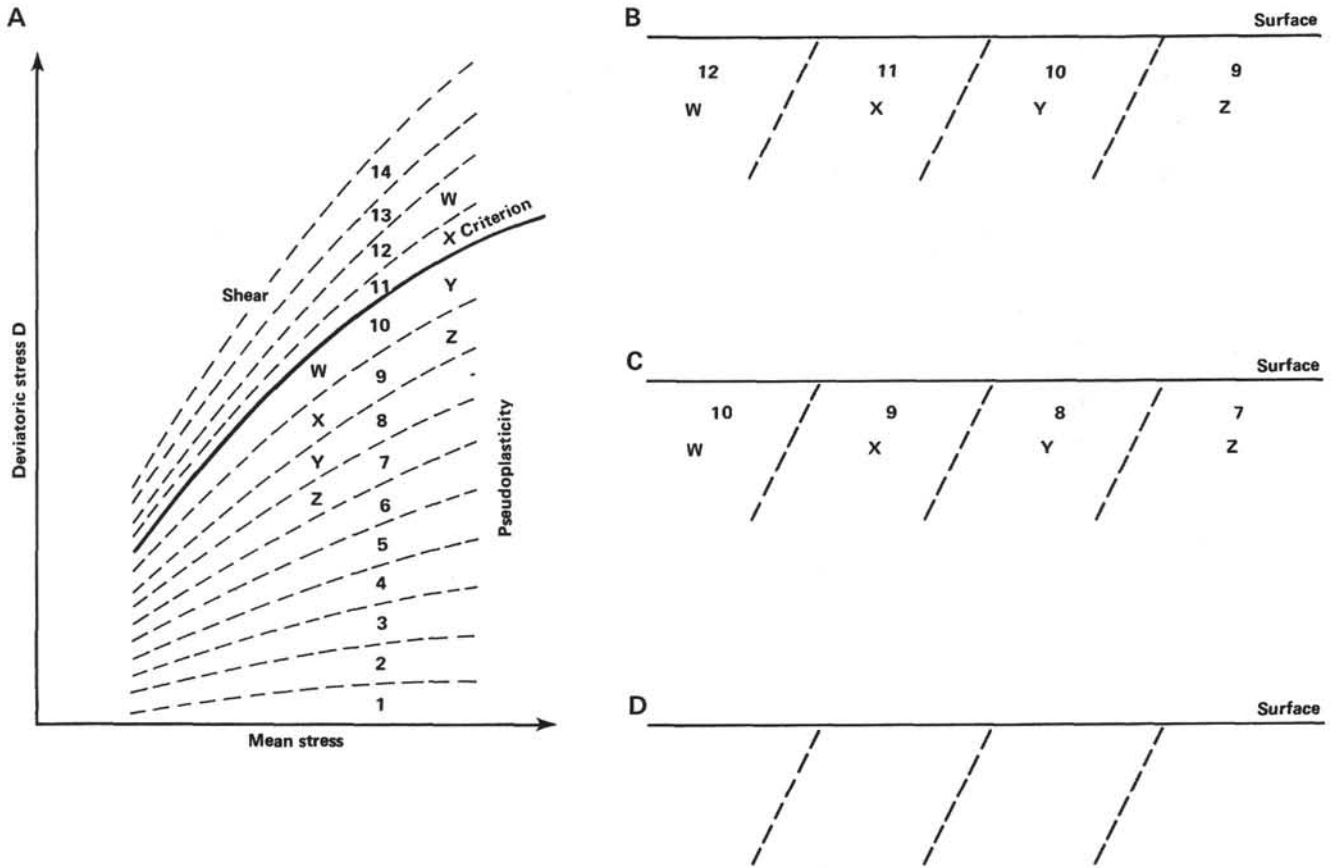 A
Deviatoric stress D
Mean stress
Shear
Criterion
Pseudoplasticity
14
13
12
11
10
9
8
7
6
5
4
3
2
1
W
X
Y
Z
W
X
Y
Z
B
Surface
12 11 10 9
W X Y Z
C
Surface
10 9 8 7
W X Y Z
D
Surface